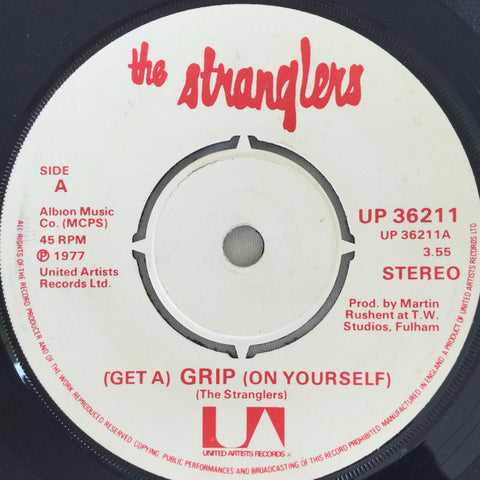 the stranglers
SIDE
A
Albion Music
Co. (MCPS)
45 RPM
℗ 1977
United Artists
Records Ltd.
UP 36211
UP 36211A
3.55
STEREO
Prod. by Martin
Rushent at T.W.
Studios, Fulham
(GET A) GRIP (ON YOURSELF)
(The Stranglers)
UA
UNITED ARTISTS RECORDS
ALL RIGHTS OF THE RECORD PRODUCER AND OF THE WORK REPRODUCED RESERVED COPYING, PUBLIC PERFORMANCES AND BROADCASTING OF THIS RECORD PROHIBITED MANUFACTURED IN ENGLAND A PRODUCT OF UNITED ARTISTS RECORDS LTD